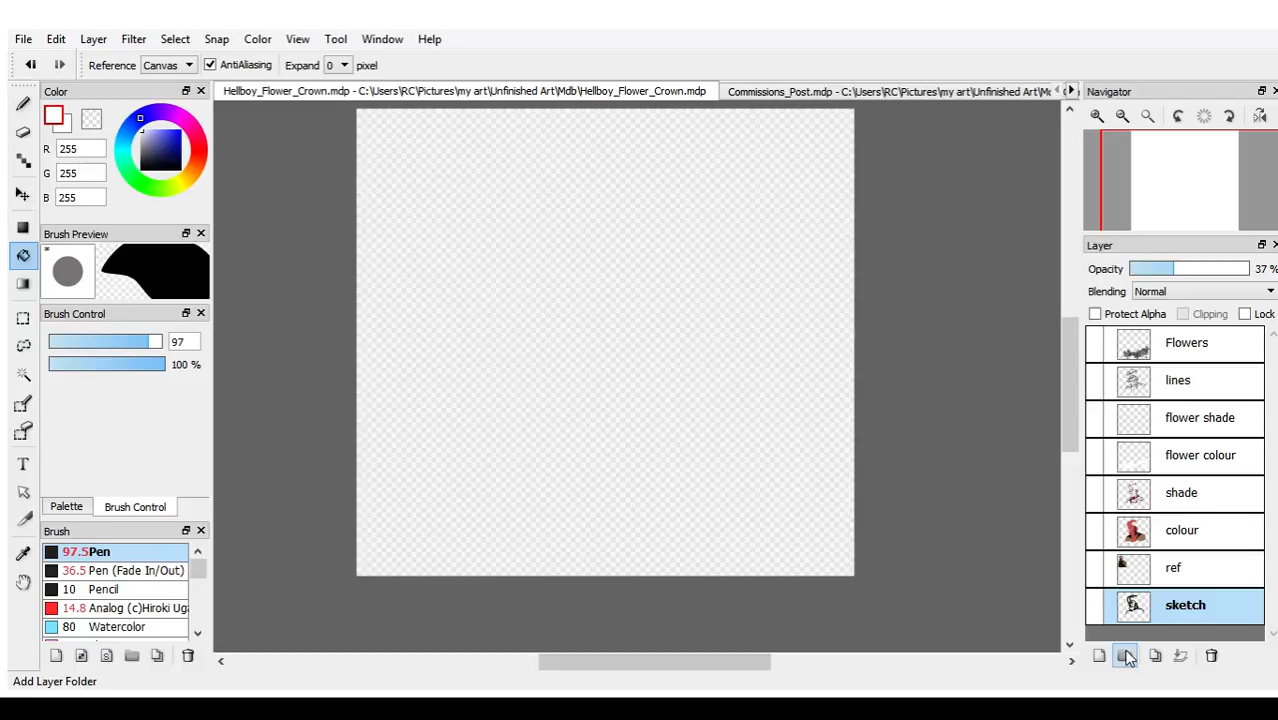 File Edit Layer Filter Select Snap Color View Tool Window Help
Reference Canvas AntiAliasing Expand 0 pixel
Color
Hellboy_Flower_Crown.mdp - C:\Users\RC\Pictures\my art\Unfinished Art\Mdb\Hellboy_Flower_Crown.mdp
Commissions_Post.mdp - C:\Users\RC\Pictures\my art\Unfinished Art\Mc
Navigator
R 255
G 255
B 255
Brush Preview
Layer
Opacity 37 %
Blending Normal
Protect Alpha Clipping Lock
Brush Control
97
100 %
Flowers
lines
flower shade
flower colour
shade
colour
ref
sketch
Palette Brush Control
Brush
97.5 Pen
36.5 Pen (Fade In/Out)
10 Pencil
14.8 Analog (c)Hiroki Ug
80 Watercolor
Add Layer Folder